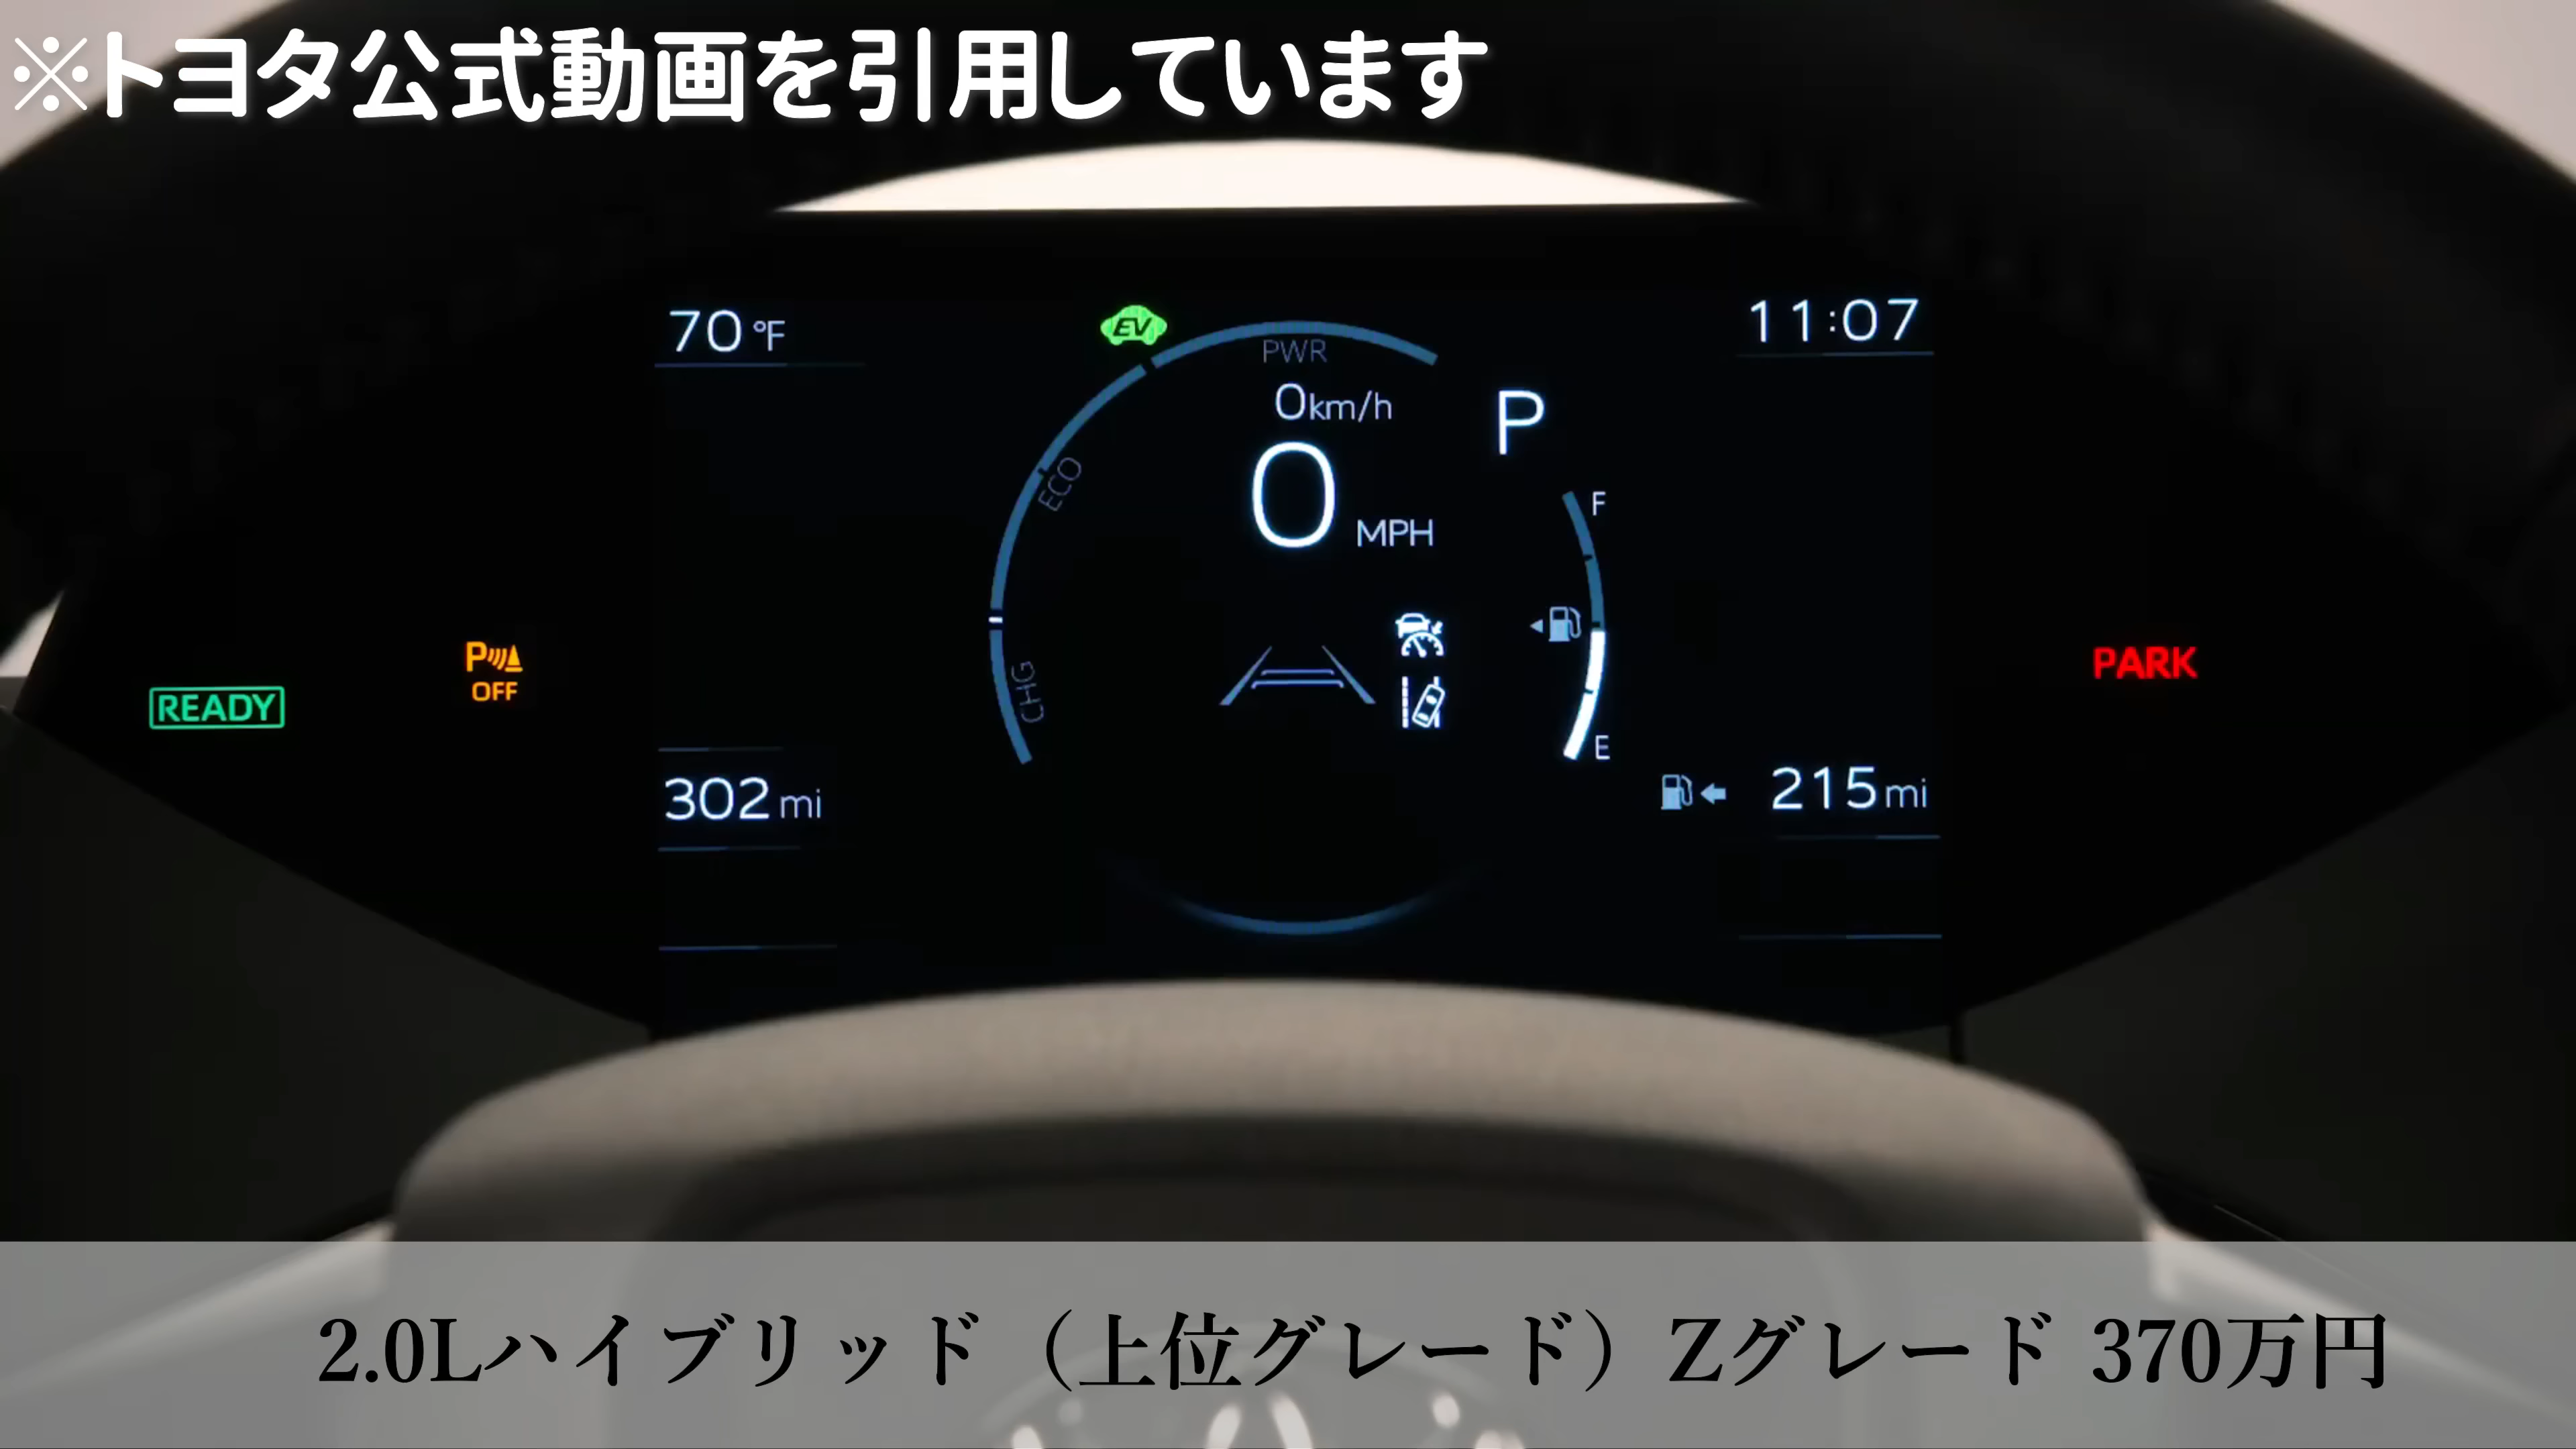 ※トヨタ公式動画を引用しています
70°F
EV
11:07
PWR
0km/h
P
0
MPH
ECO
F
CHG
E
READY
P
OFF
PARK
302mi
215mi
2.0Lハイブリッド（上位グレード）Zグレード 370万円